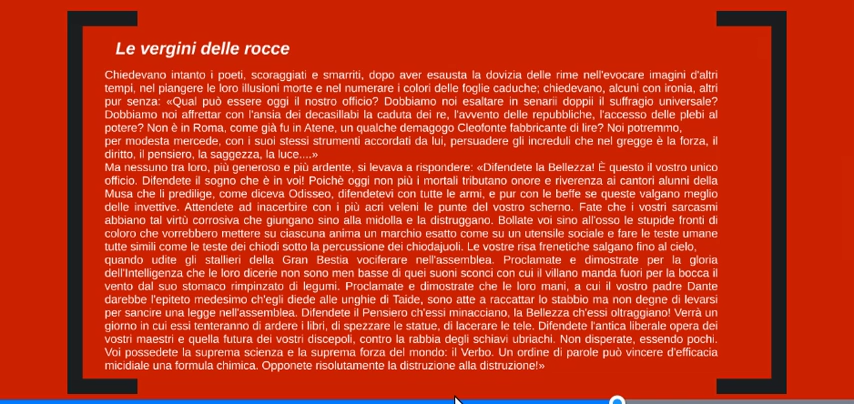 Le vergini delle rocce
Chiedevano intanto i poeti, scoraggiati e smarriti, dopo aver esausta la dovizia delle rime nell'evocare imagini d'altri
tempi, nel piangere le loro illusioni morte e nel numerare i colori delle foglie caduche; chiedevano, alcuni con ironia, altri
pur senza: «Qual può essere oggi il nostro officio? Dobbiamo noi esaltare in senarii doppii il suffragio universale?
Dobbiamo noi affrettar con l'ansia dei decasillabi la caduta dei re, l'avvento delle repubbliche, l'accesso delle plebi al
potere? Non è in Roma, come già fu in Atene, un qualche demagogo Cleofonte fabbricante di lire? Noi potremmo,
per modesta mercede, con i suoi stessi strumenti accordati da lui, persuadere gli increduli che nel gregge è la forza, il
diritto, il pensiero, la saggezza, la luce....»
Ma nessuno tra loro, più generoso e più ardente, si levava a rispondere: «Difendete la Bellezza! È questo il vostro unico
officio. Difendete il sogno che è in voi! Poichè oggi non più i mortali tributano onore e riverenza ai cantori alunni della
Musa che li predilige, come diceva Odisseo, difendetevi con tutte le armi, e pur con le beffe se queste valgano meglio
delle invettive. Attendete ad inacerbire con i più acri veleni le punte del vostro scherno. Fate che i vostri sarcasmi
abbiano tal virtù corrosiva che giungano sino alla midolla e la distruggano. Bollate voi sino all'osso le stupide fronti di
coloro che vorrebbero mettere su ciascuna anima un marchio esatto come su un utensile sociale e fare le teste umane
tutte simili come le teste dei chiodi sotto la percussione dei chiodajuoli. Le vostre risa frenetiche salgano fino al cielo,
quando udite gli stallieri della Gran Bestia vociferare nell'assemblea. Proclamate e dimostrate per la gloria
dell'Intelligenza che le loro dicerie non sono men basse di quei suoni sconci con cui il villano manda fuori per la bocca il
vento dal suo stomaco rimpinzato di legumi. Proclamate e dimostrate che le loro mani, a cui il vostro padre Dante
darebbe l'epiteto medesimo ch'egli diede alle unghie di Taide, sono atte a raccattar lo stabbio ma non degne di levarsi
per sancire una legge nell'assemblea. Difendete il Pensiero ch'essi minacciano, la Bellezza ch'essi oltraggiano! Verrà un
giorno in cui essi tenteranno di ardere i libri, di spezzare le statue, di lacerare le tele. Difendete l'antica liberale opera dei
vostri maestri e quella futura dei vostri discepoli, contro la rabbia degli schiavi ubriachi. Non disperate, essendo pochi.
Voi possedete la suprema scienza e la suprema forza del mondo: il Verbo. Un ordine di parole può vincere d'efficacia
micidiale una formula chimica. Opponete risolutamente la distruzione alla distruzione!»